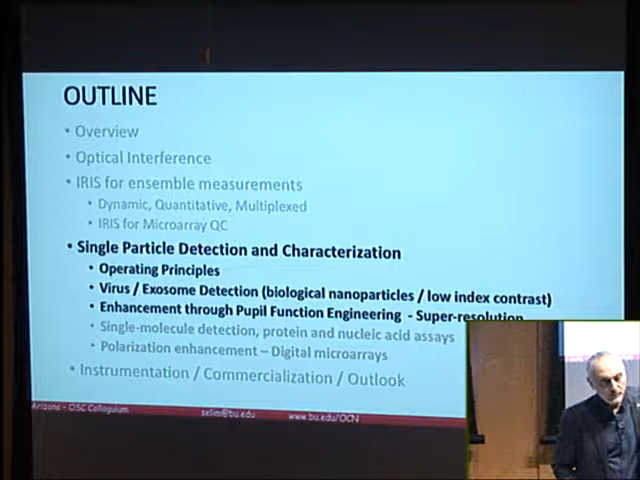 OUTLINE
• Overview
• Optical Interference
• IRIS for ensemble measurements
• Dynamic, Quantitative, Multiplexed
• IRIS for Microarray QC
• Single Particle Detection and Characterization
• Operating Principles
• Virus / Exosome Detection (biological nanoparticles / low index contrast)
• Enhancement through Pupil Function Engineering - Super-resolution
• Single-molecule detection, protein and nucleic acid assays
• Polarization enhancement – Digital microarrays
• Instrumentation / Commercialization / Outlook
Arizona - OSC Colloquium selim@bu.edu www.bu.edu/OCN